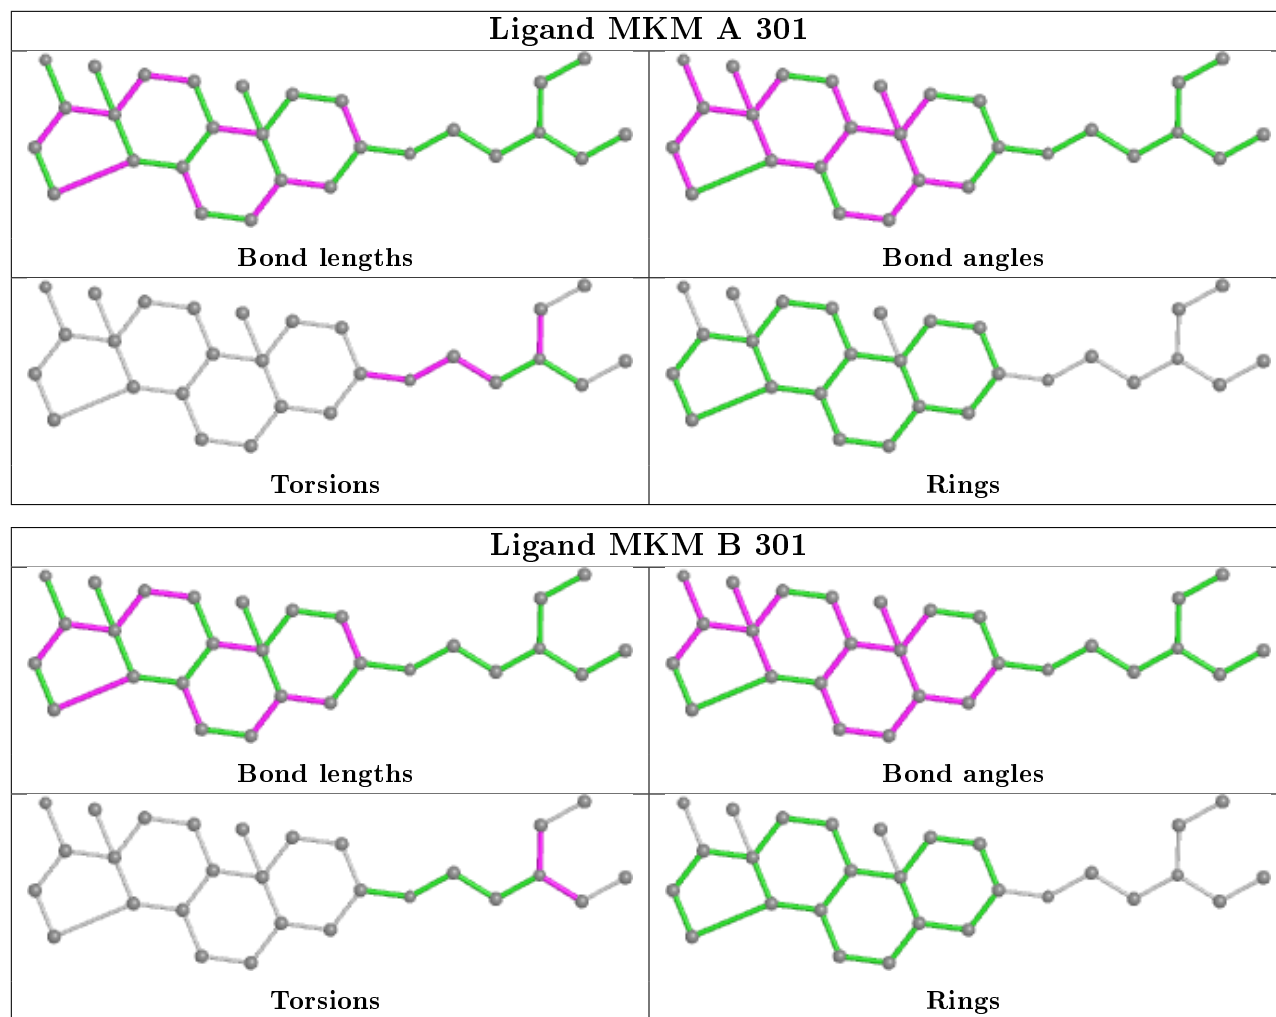 Ligand MKM A 301
Bond lengths
Bond angles
Torsions
Rings
Ligand MKM B 301
Bond lengths
Bond angles
Torsions
Rings